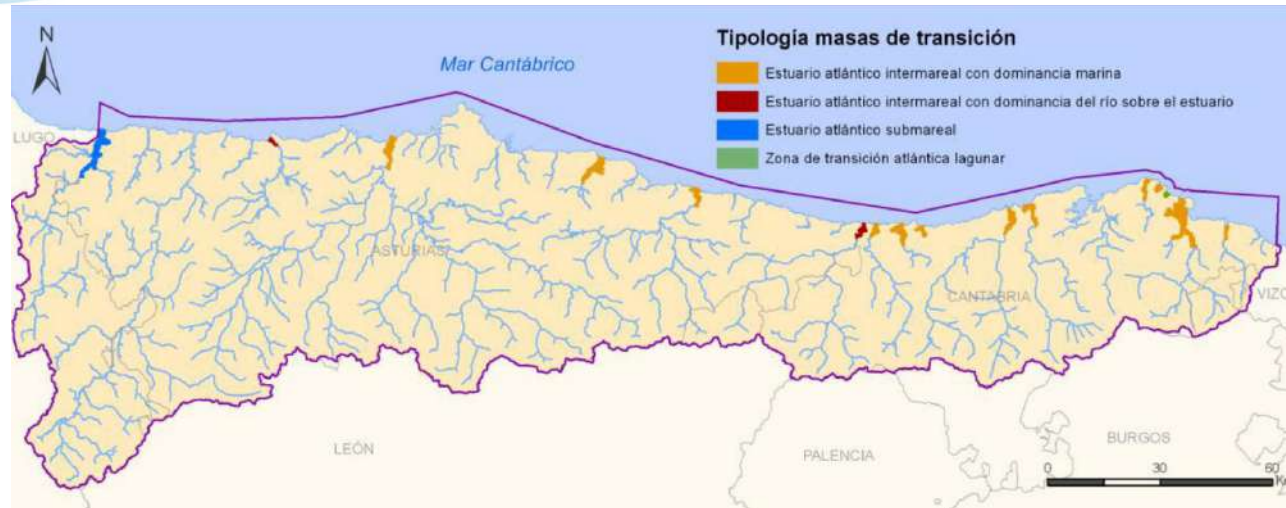 N
Mar Cantábrico
Tipología masas de transición
Estuario atlántico intermareal con dominancia marina
Estuario atlántico intermareal con dominancia del río sobre el estuario
Estuario atlántico submareal
Zona de transición atlántica lagunar
LUGO
ASTURIAS
CANTABRIA
VIZC
LEÓN
PALENCIA
BURGOS
0 30 60